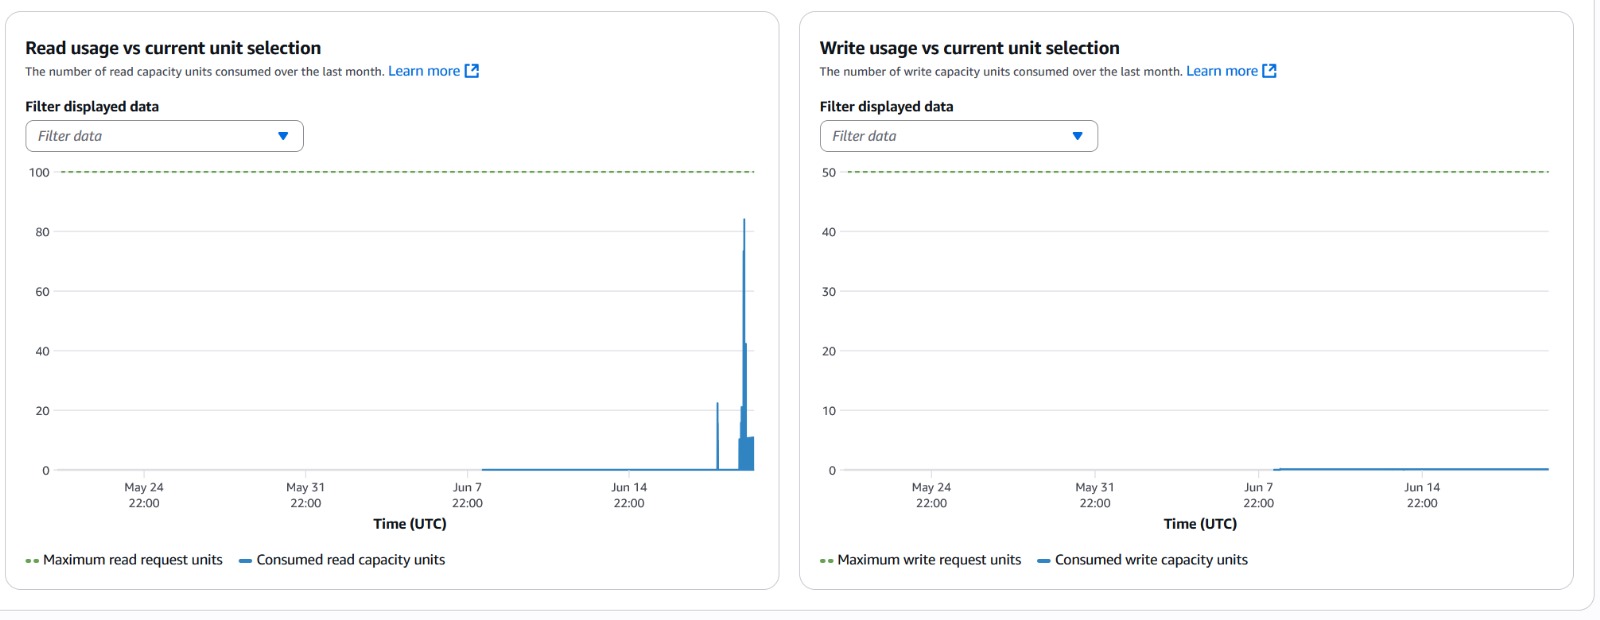 Read usage vs current unit selection
The number of read capacity units consumed over the last month. Learn more
Filter displayed data
Filter data
100
80
60
40
20
0
May 24 May 31 Jun 7 Jun 14
22:00 22:00 22:00 22:00
Time (UTC)
Maximum read request units Consumed read capacity units
Write usage vs current unit selection
The number of write capacity units consumed over the last month. Learn more
Filter displayed data
Filter data
50
40
30
20
10
0
May 24 May 31 Jun 7 Jun 14
22:00 22:00 22:00 22:00
Time (UTC)
Maximum write request units Consumed write capacity units